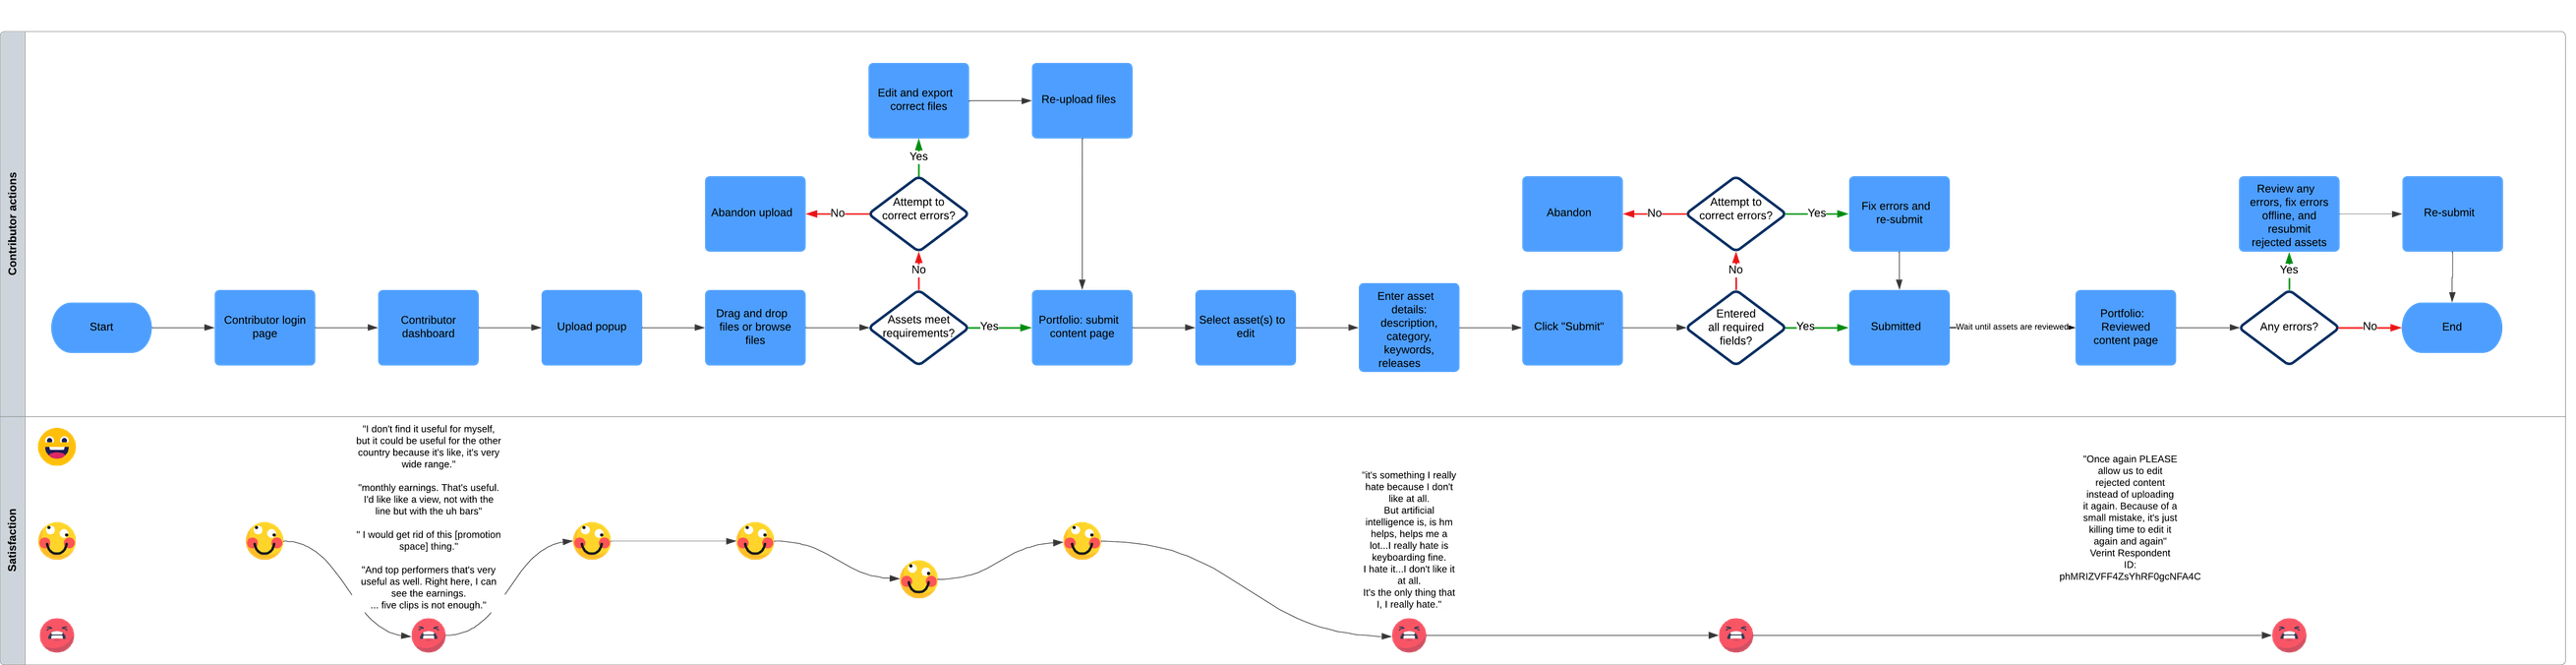 Contributor actions
Edit and export
correct files
Re-upload files
Yes
Abandon upload
No
Attempt to
correct errors?
Abandon
No
Attempt to
correct errors?
Yes
Fix errors and
re-submit
Review any
errors, fix errors
offline, and
resubmit
rejected assets
Re-submit
No
No
Yes
Start
Contributor login
page
Contributor
dashboard
Upload popup
Drag and drop
files or browse
files
Assets meet
requirements?
Yes
Portfolio: submit
content page
Select asset(s) to
edit
Enter asset
details:
description,
category,
keywords,
releases
Click "Submit"
Entered
all required
fields?
Yes
Submitted
Wait until assets are reviewed
Portfolio:
Reviewed
content page
Any errors?
No
End
Satisfaction
"I don't find it useful for myself,
but it could be useful for the other
country because it's like, it's very
wide range."
"monthly earnings. That's useful.
I'd like like a view, not with the
line but with the uh bars"
" I would get rid of this [promotion
space] thing."
"And top performers that's very
useful as well. Right here, I can
see the earnings.
... five clips is not enough."
"it's something I really
hate because I don't
like at all.
But artificial
intelligence is, is hm
helps, helps me a
lot...I really hate is
keyboarding fine.
I hate it...I don't like it
at all.
It's the only thing that
I, I really hate."
"Once again PLEASE
allow us to edit
rejected content
instead of uploading
it again. Because of a
small mistake, it's just
killing time to edit it
again and again"
Verint Respondent
ID:
phMRIZVFF4ZsYhRF0gcNFA4C